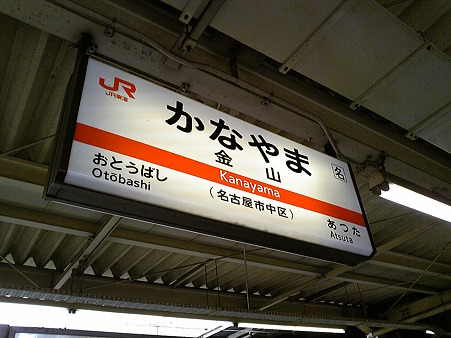 JR
JR東海
かなやま
名
金山
Kanayama
おとうばし
Otōbashi
(名古屋市中区)
あつた
Atsuta